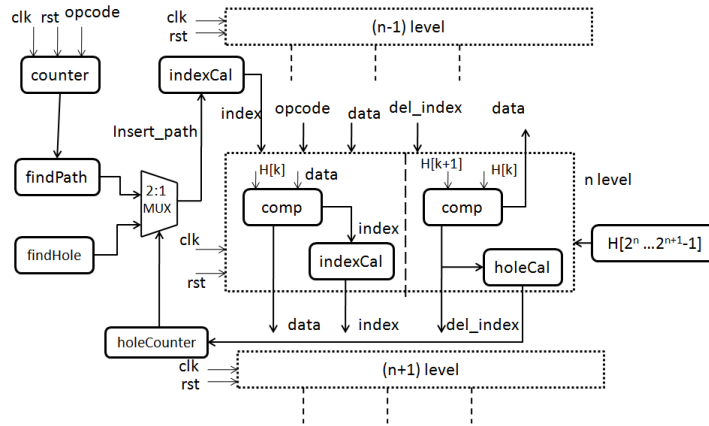 opcode
clk rst
clk
rst
(n-1) level
counter
indexCal
Insert_path
index
opcode
data
del_index
data
findPath
2:1
MUX
H[k]
data
comp
index
indexCal
H[k+1]
H[k]
comp
holeCal
n level
H[2ⁿ ...2ⁿ⁺¹-1]
findHole
clk
rst
data
index
del_index
holeCounter
clk
rst
(n+1) level